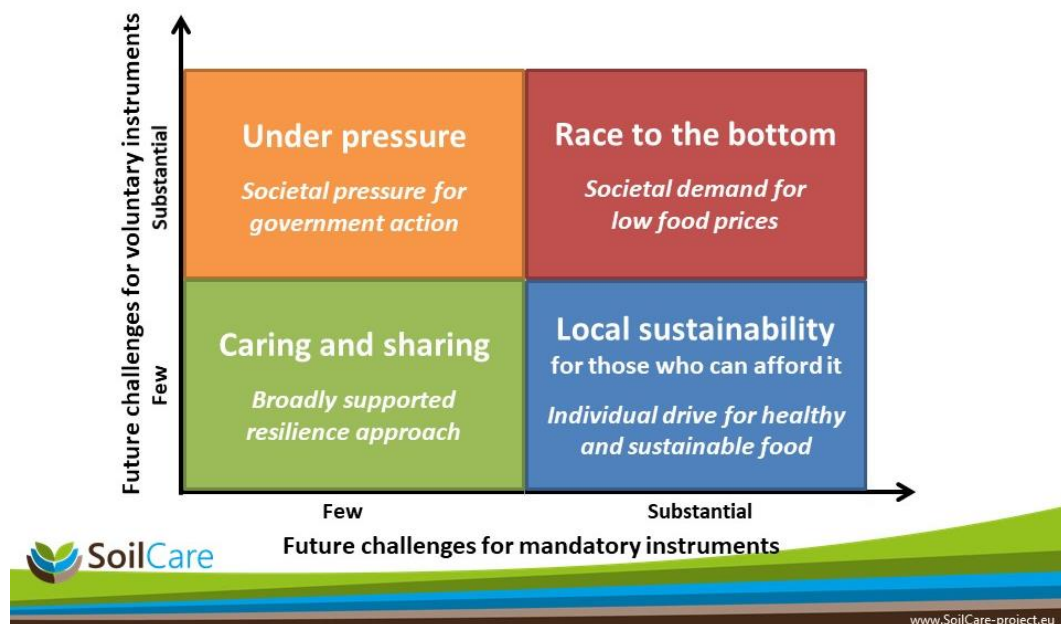 Future challenges for voluntary instruments
Substantial
Few
Under pressure
Societal pressure for
government action
Race to the bottom
Societal demand for
low food prices
Caring and sharing
Broadly supported
resilience approach
Local sustainability
for those who can afford it
Individual drive for healthy
and sustainable food
Few
Substantial
Future challenges for mandatory instruments
SoilCare
www.SoilCare-project.eu